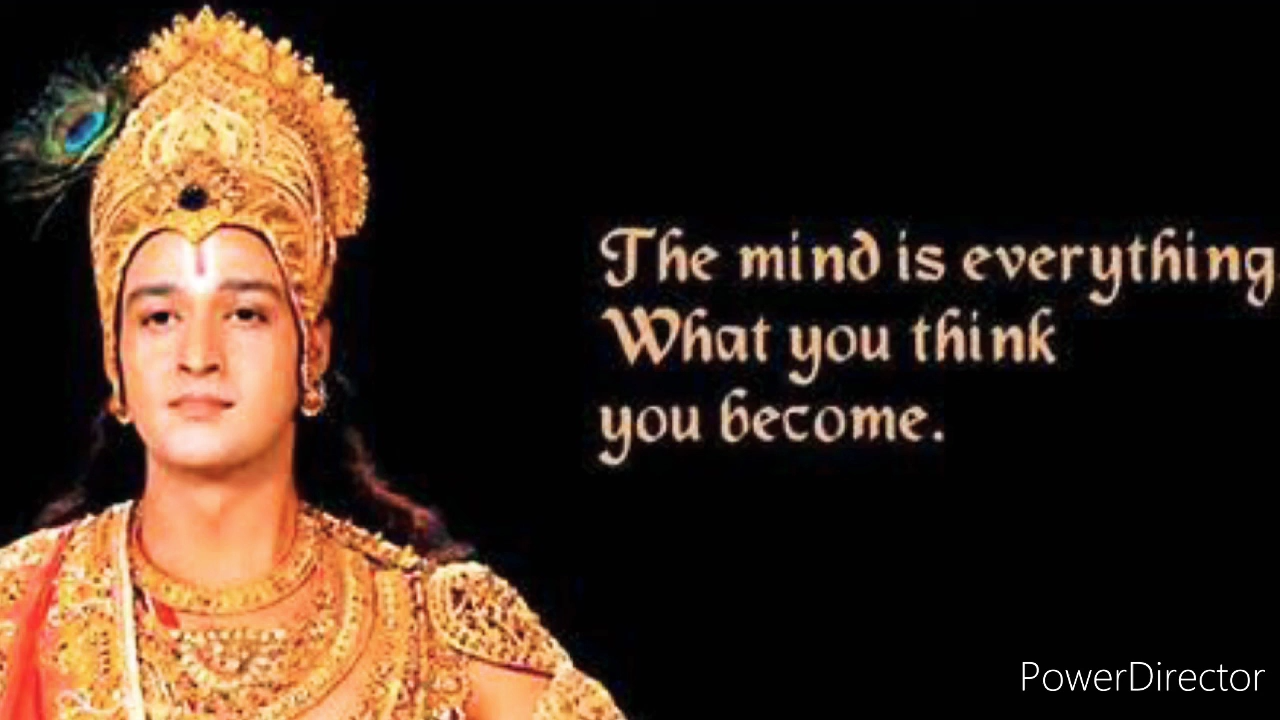 The mind is everything
What you think
you become.
PowerDirector